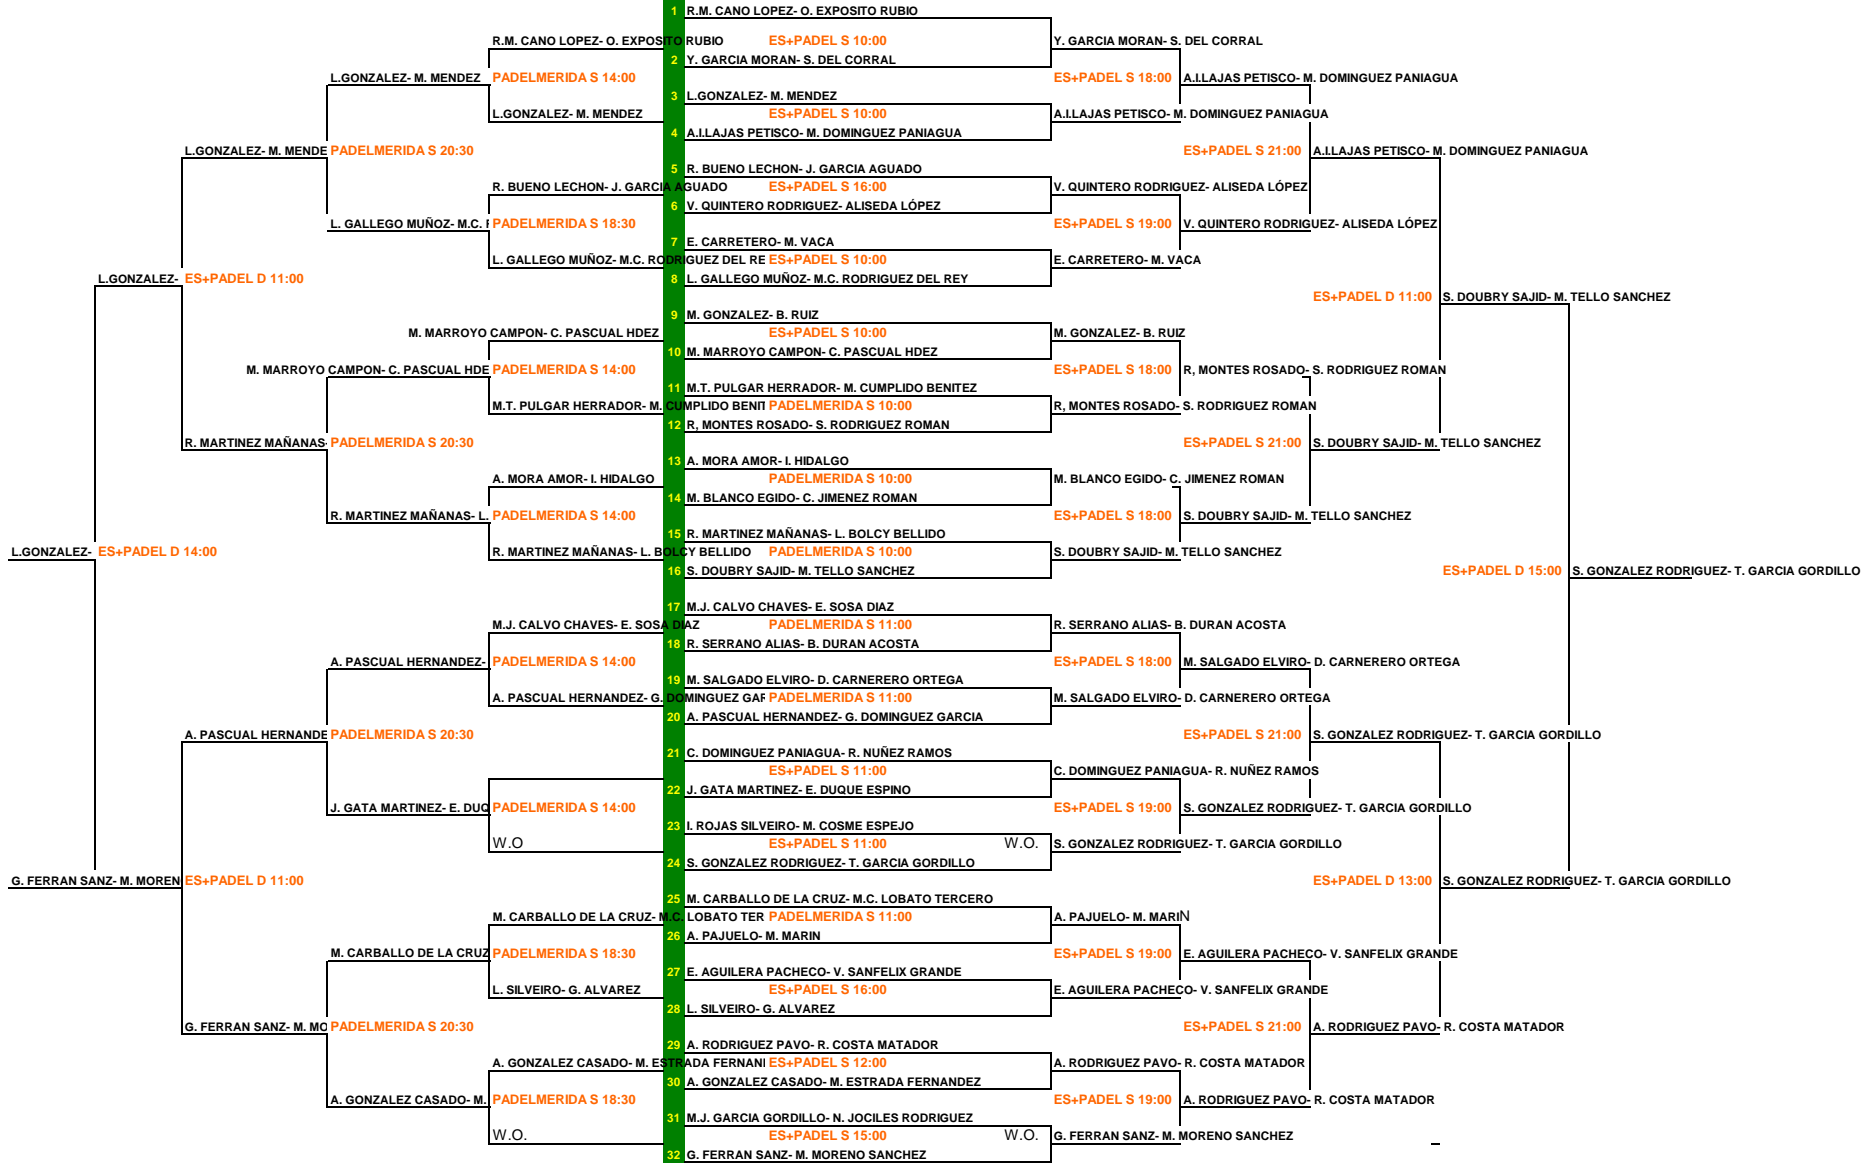 1 R.M. CANO LOPEZ- O. EXPOSITO RUBIO
R.M. CANO LOPEZ- O. EXPOSITO RUBIO ES+PADEL S 10:00 Y. GARCIA MORAN- S. DEL CORRAL
2 Y. GARCIA MORAN- S. DEL CORRAL
L.GONZALEZ- M. MENDEZ PADELMERIDA S 14:00 ES+PADEL S 18:00 A.I.LAJAS PETISCO- M. DOMINGUEZ PANIAGUA
3 L.GONZALEZ- M. MENDEZ
L.GONZALEZ- M. MENDEZ ES+PADEL S 10:00 A.I.LAJAS PETISCO- M. DOMINGUEZ PANIAGUA
4 A.I.LAJAS PETISCO- M. DOMINGUEZ PANIAGUA
L.GONZALEZ- M. MENDE PADELMERIDA S 20:30 ES+PADEL S 21:00 A.I.LAJAS PETISCO- M. DOMINGUEZ PANIAGUA
5 R. BUENO LECHON- J. GARCIA AGUADO
R. BUENO LECHON- J. GARCIA AGUADO ES+PADEL S 16:00 V. QUINTERO RODRIGUEZ- ALISEDA LÓPEZ
6 V. QUINTERO RODRIGUEZ- ALISEDA LÓPEZ
L. GALLEGO MUÑOZ- M.C. PADELMERIDA S 18:30 ES+PADEL S 19:00 V. QUINTERO RODRIGUEZ- ALISEDA LÓPEZ
7 E. CARRETERO- M. VACA
L. GALLEGO MUÑOZ- M.C. RODRIGUEZ DEL RE ES+PADEL S 10:00 E. CARRETERO- M. VACA
8 L. GALLEGO MUÑOZ- M.C. RODRIGUEZ DEL REY
L.GONZALEZ- ES+PADEL D 11:00
ES+PADEL D 11:00 S. DOUBRY SAJID- M. TELLO SANCHEZ
9 M. GONZALEZ- B. RUIZ
M. MARROYO CAMPON- C. PASCUAL HDEZ ES+PADEL S 10:00 M. GONZALEZ- B. RUIZ
10 M. MARROYO CAMPON- C. PASCUAL HDEZ
M. MARROYO CAMPON- C. PASCUAL HDE PADELMERIDA S 14:00 ES+PADEL S 18:00 R, MONTES ROSADO- S. RODRIGUEZ ROMAN
11 M.T. PULGAR HERRADOR- M. CUMPLIDO BENITEZ
M.T. PULGAR HERRADOR- M. CUMPLIDO BENIT PADELMERIDA S 10:00 R, MONTES ROSADO- S. RODRIGUEZ ROMAN
12 R, MONTES ROSADO- S. RODRIGUEZ ROMAN
R. MARTINEZ MAÑANAS- PADELMERIDA S 20:30 ES+PADEL S 21:00 S. DOUBRY SAJID- M. TELLO SANCHEZ
13 A. MORA AMOR- I. HIDALGO
A. MORA AMOR- I. HIDALGO PADELMERIDA S 10:00 M. BLANCO EGIDO- C. JIMENEZ ROMAN
14 M. BLANCO EGIDO- C. JIMENEZ ROMAN
R. MARTINEZ MAÑANAS- L. PADELMERIDA S 14:00 ES+PADEL S 18:00 S. DOUBRY SAJID- M. TELLO SANCHEZ
15 R. MARTINEZ MAÑANAS- L. BOLCY BELLIDO
L.GONZALEZ- ES+PADEL D 14:00 R. MARTINEZ MAÑANAS- L. BOLCY BELLIDO PADELMERIDA S 10:00 S. DOUBRY SAJID- M. TELLO SANCHEZ
16 S. DOUBRY SAJID- M. TELLO SANCHEZ ES+PADEL D 15:00 S. GONZALEZ RODRIGUEZ- T. GARCIA GORDILLO
17 M.J. CALVO CHAVES- E. SOSA DIAZ
M.J. CALVO CHAVES- E. SOSA DIAZ PADELMERIDA S 11:00 R. SERRANO ALIAS- B. DURAN ACOSTA
18 R. SERRANO ALIAS- B. DURAN ACOSTA
A. PASCUAL HERNANDEZ- PADELMERIDA S 14:00 ES+PADEL S 18:00 M. SALGADO ELVIRO- D. CARNERERO ORTEGA
19 M. SALGADO ELVIRO- D. CARNERERO ORTEGA
A. PASCUAL HERNANDEZ- G. DOMINGUEZ GAR PADELMERIDA S 11:00 M. SALGADO ELVIRO- D. CARNERERO ORTEGA
20 A. PASCUAL HERNANDEZ- G. DOMINGUEZ GARCIA
A. PASCUAL HERNANDE PADELMERIDA S 20:30 ES+PADEL S 21:00 S. GONZALEZ RODRIGUEZ- T. GARCIA GORDILLO
21 C. DOMINGUEZ PANIAGUA- R. NUÑEZ RAMOS
ES+PADEL S 11:00 C. DOMINGUEZ PANIAGUA- R. NUÑEZ RAMOS
22 J. GATA MARTINEZ- E. DUQUE ESPINO
J. GATA MARTINEZ- E. DUQ PADELMERIDA S 14:00 ES+PADEL S 19:00 S. GONZALEZ RODRIGUEZ- T. GARCIA GORDILLO
23 I. ROJAS SILVEIRO- M. COSME ESPEJO
W.O ES+PADEL S 11:00 W.O. S. GONZALEZ RODRIGUEZ- T. GARCIA GORDILLO
24 S. GONZALEZ RODRIGUEZ- T. GARCIA GORDILLO
G. FERRAN SANZ- M. MOREN ES+PADEL D 11:00 ES+PADEL D 13:00 S. GONZALEZ RODRIGUEZ- T. GARCIA GORDILLO
25 M. CARBALLO DE LA CRUZ- M.C. LOBATO TERCERO
M. CARBALLO DE LA CRUZ- M.C. LOBATO TER PADELMERIDA S 11:00 A. PAJUELO- M. MARIN
26 A. PAJUELO- M. MARIN
M. CARBALLO DE LA CRUZ PADELMERIDA S 18:30 ES+PADEL S 19:00 E. AGUILERA PACHECO- V. SANFELIX GRANDE
27 E. AGUILERA PACHECO- V. SANFELIX GRANDE
L. SILVEIRO- G. ALVAREZ ES+PADEL S 16:00 E. AGUILERA PACHECO- V. SANFELIX GRANDE
28 L. SILVEIRO- G. ALVAREZ
G. FERRAN SANZ- M. MO PADELMERIDA S 20:30 ES+PADEL S 21:00 A. RODRIGUEZ PAVO- R. COSTA MATADOR
29 A. RODRIGUEZ PAVO- R. COSTA MATADOR
A. GONZALEZ CASADO- M. ESTRADA FERNAN ES+PADEL S 12:00 A. RODRIGUEZ PAVO- R. COSTA MATADOR
30 A. GONZALEZ CASADO- M. ESTRADA FERNANDEZ
A. GONZALEZ CASADO- M. PADELMERIDA S 18:30 ES+PADEL S 19:00 A. RODRIGUEZ PAVO- R. COSTA MATADOR
31 M.J. GARCIA GORDILLO- N. JOCILES RODRIGUEZ
W.O. ES+PADEL S 15:00 W.O. G. FERRAN SANZ- M. MORENO SANCHEZ
32 G. FERRAN SANZ- M. MORENO SANCHEZ